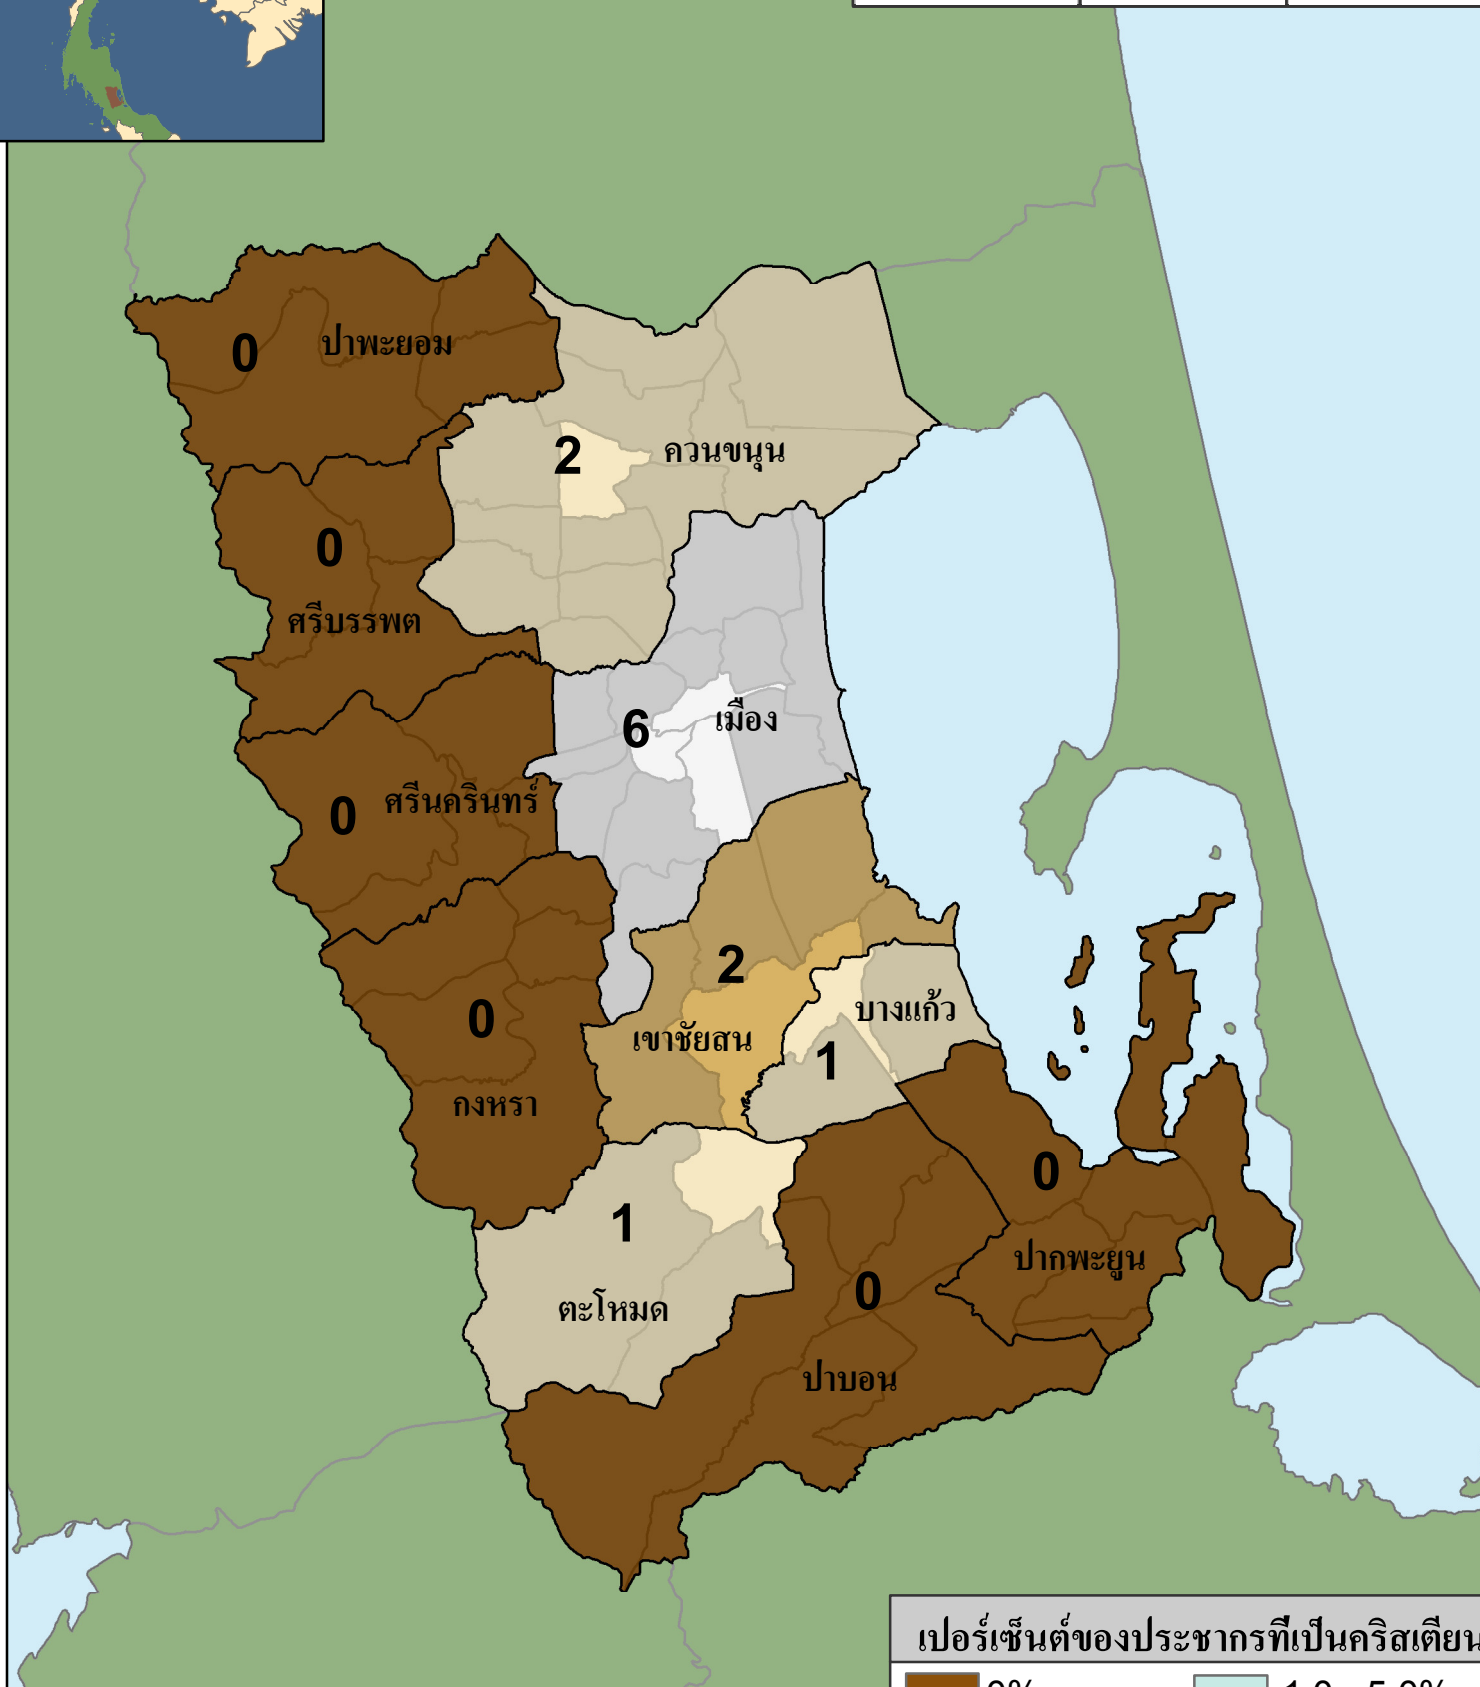 0 ปาพะยอม
2 ควนขนุน
0
ศรีบรรพต
6 เมือง
0 ศรีนครินทร์
2
เขาชัยสน
บางแก้ว
1
0
กงหรา
1
ตะโหมด
0
ปากพะยูน
0
ปาบอน
เปอร์เซ็นต์ของประชากรที่เป็นคริสเตียน